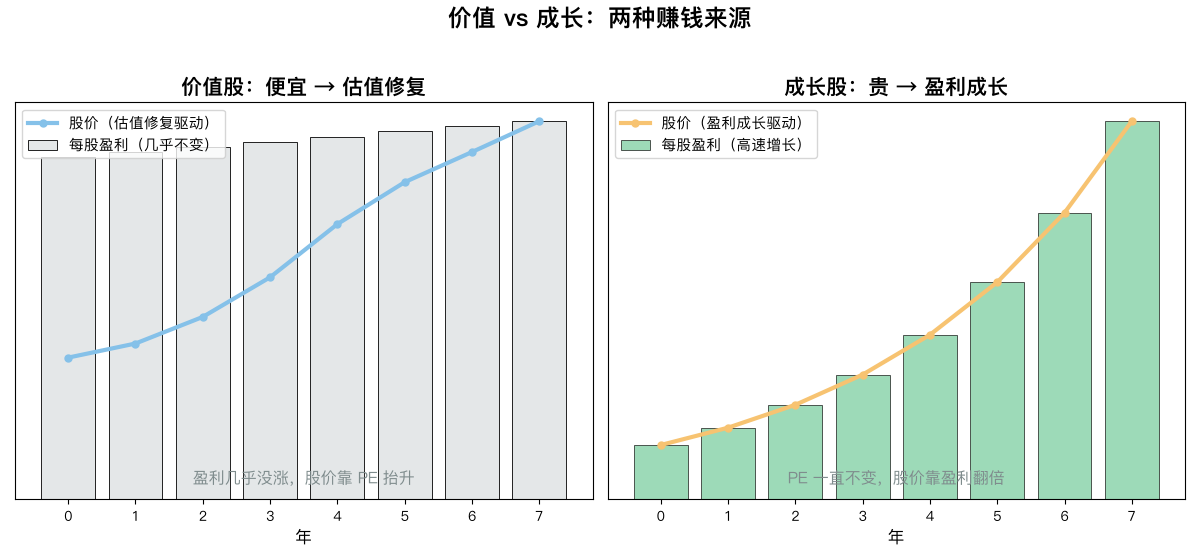 价值 vs 成长：两种赚钱来源
价值股：便宜 → 估值修复
股价（估值修复驱动）
每股盈利（几乎不变）
盈利几乎没涨，股价靠 PE 抬升
0 1 2 3 4 5 6 7
年
成长股：贵 → 盈利成长
股价（盈利成长驱动）
每股盈利（高速增长）
PE 一直不变，股价靠盈利翻倍
0 1 2 3 4 5 6 7
年